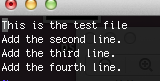 This is the test file
Add the second line.
Add the third line.
Add the fourth line.